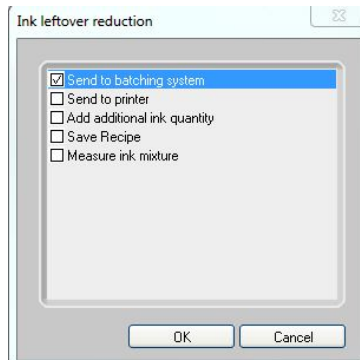 Ink leftover reduction
Send to batching system
Send to printer
Add additional ink quantity
Save Recipe
Measure ink mixture
OK Cancel